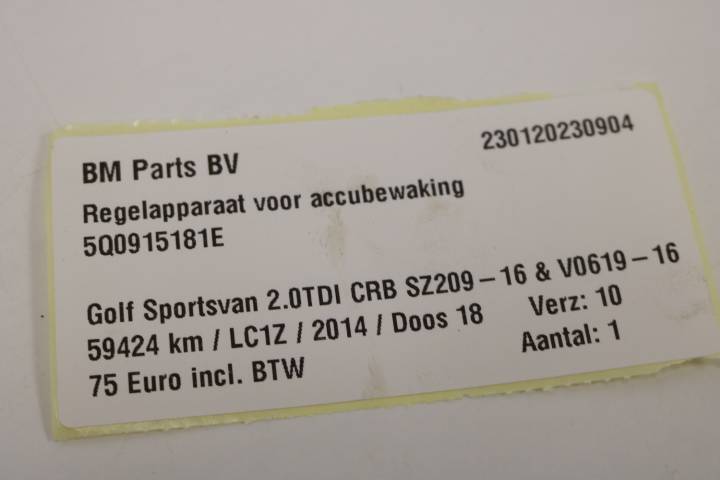 BM Parts BV 230120230904
Regelapparaat voor accubewaking
5Q0915181E
Golf Sportsvan 2.0TDI CRB SZ209-16 & V0619-16
59424 km / LC1Z / 2014 / Doos 18 Verz: 10
75 Euro incl. BTW Aantal: 1